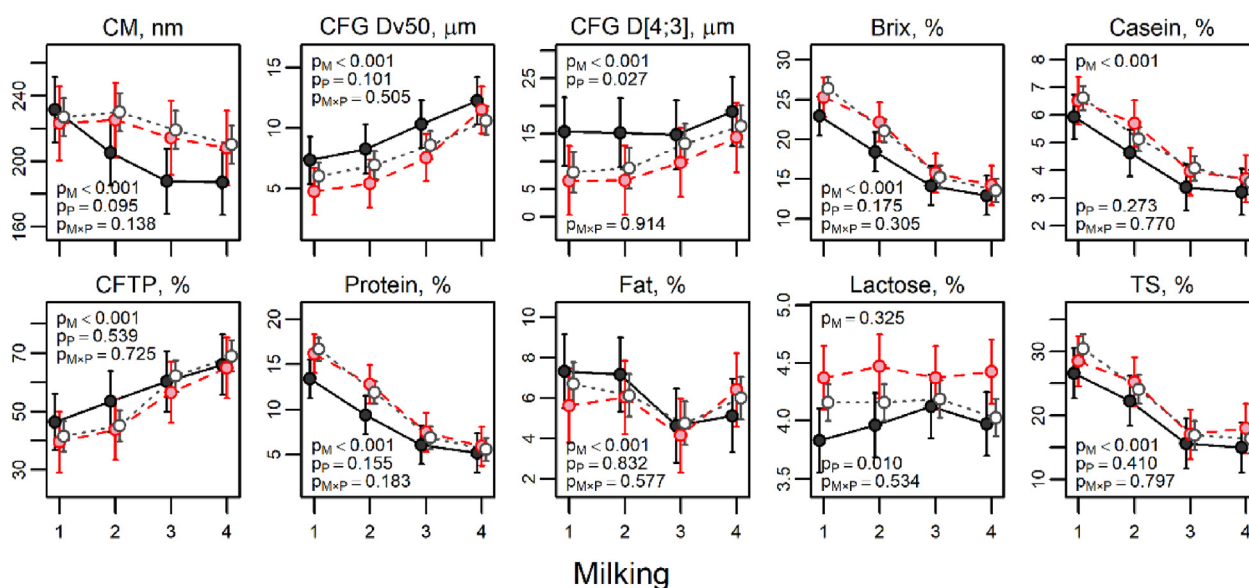 CM, nm
CFG Dv50, μm
CFG D[4;3], μm
Brix, %
Casein, %
160 180 200 220 240
pM < 0.001
pP = 0.095
pM×P = 0.138
5 10 15
pM < 0.001
pP = 0.101
pM×P = 0.505
0 5 10 15 25
pM < 0.001
pP = 0.027
pM×P = 0.914
10 15 20 25 30
pM < 0.001
pP = 0.175
pM×P = 0.305
2 3 4 5 6 7 8
pM < 0.001
pP = 0.273
pM×P = 0.770
CFTP, %
Protein, %
Fat, %
Lactose, %
TS, %
30 50 70
pM < 0.001
pP = 0.539
pM×P = 0.725
5 10 15 20
pM < 0.001
pP = 0.155
pM×P = 0.183
2 4 6 8
pM < 0.001
pP = 0.832
pM×P = 0.577
3.5 4.0 4.5 5.0
pM = 0.325
pP = 0.010
pM×P = 0.534
10 20 30
pM < 0.001
pP = 0.410
pM×P = 0.797
1 2 3 4
1 2 3 4
1 2 3 4
1 2 3 4
1 2 3 4
Milking